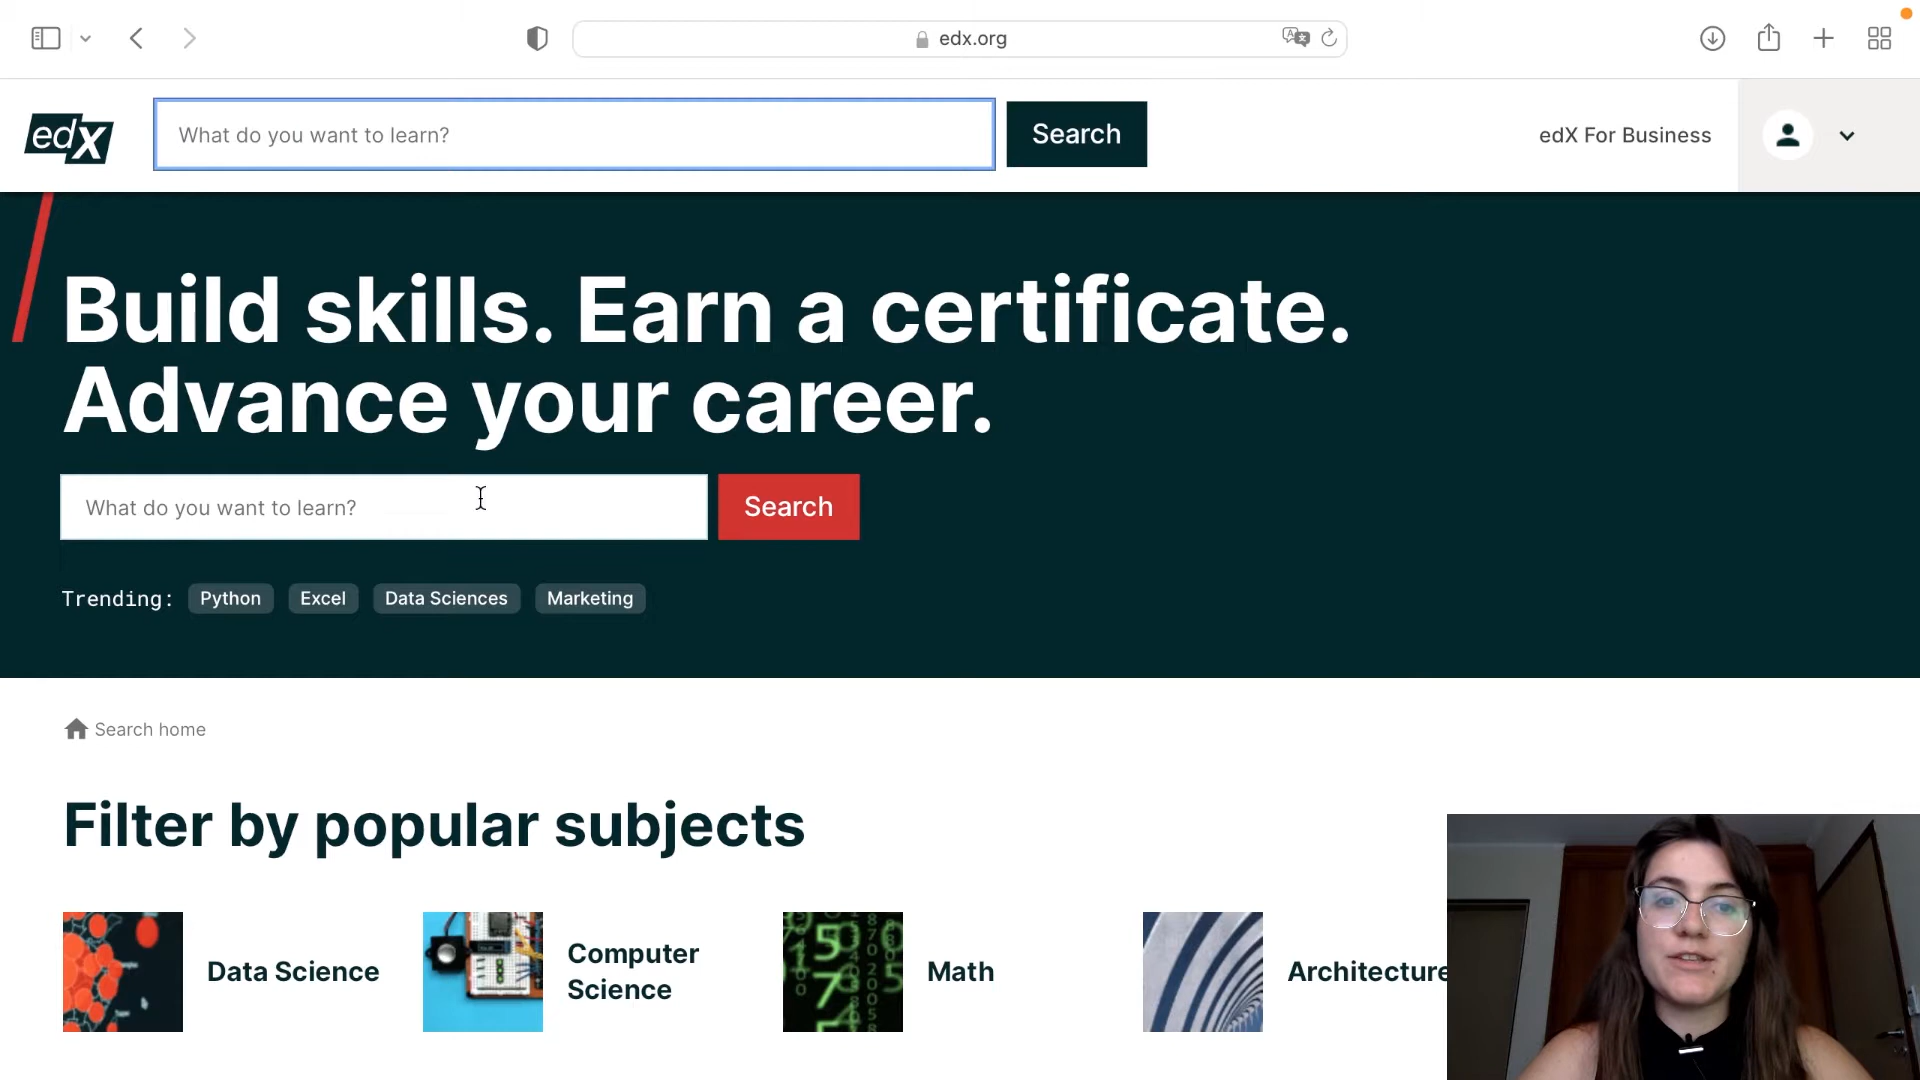 edx.org
edX
What do you want to learn?
Search
edX For Business
Build skills. Earn a certificate.
Advance your career.
What do you want to learn?
Search
Trending: Python Excel Data Sciences Marketing
Search home
Filter by popular subjects
Data Science
Computer
Science
Math
Architecture